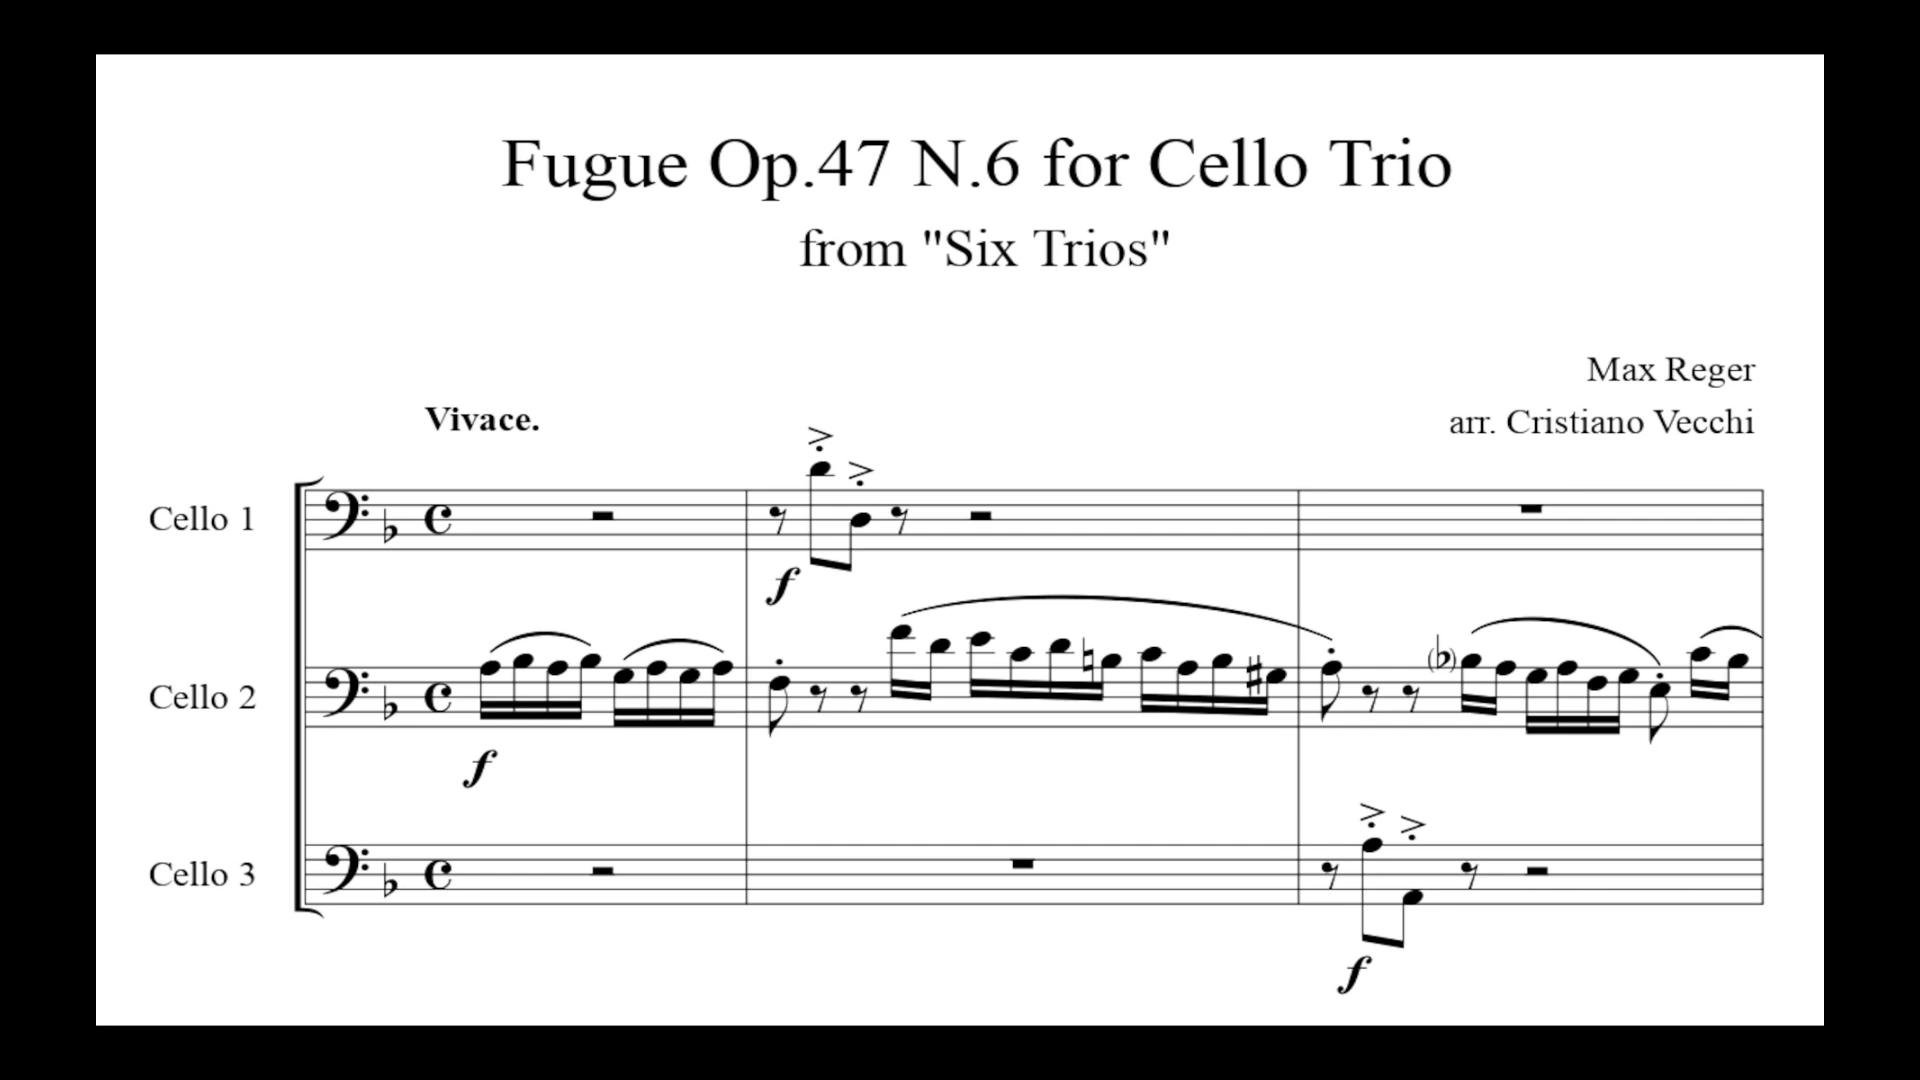 Fugue Op.47 N.6 for Cello Trio
from "Six Trios"
Max Reger
arr. Cristiano Vecchi
Vivace.
Cello 1
f
Cello 2
f
Cello 3
f